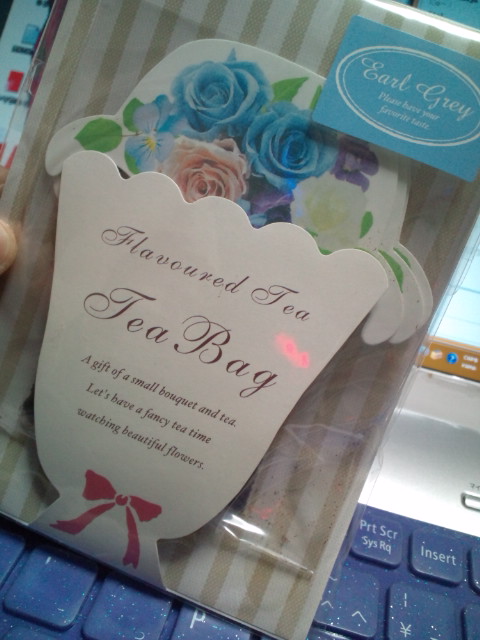 Earl Grey
Please have your
favorite taste.
Flavoured Tea
Tea Bag
A gift of a small bouquet and tea.
Let's have a fancy tea time
watching beautiful flowers.
Prt Scr
Sys Rq
Insert